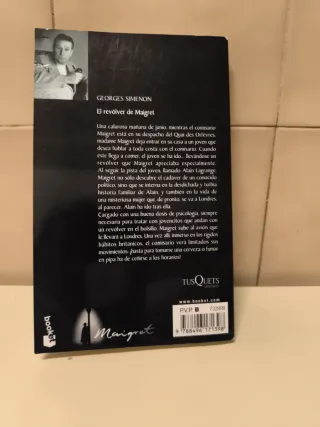 GEORGES SIMENON
El revólver de Maigret
Una calurosa mañana de junio, mientras el comisario
Maigret está en su despacho del Quai des Orfèvres,
madame Maigret deja entrar en su casa a un joven que
desea hablar a toda costa con el comisario. Cuando
éste llega a comer, el joven se ha ido... llevándose un
revólver que Maigret apreciaba especialmente.
Al seguir la pista del joven, llamado Alain Lagrange,
Maigret no sólo descubre el cadáver de un conocido
político, sino que se interna en la desdichada y turbia
historia familiar de Alain, y también en la vida de
una misteriosa mujer que, de pronto, se va a Londres,
al parecer, Alain ha ido tras ella.
Cargado con una buena dosis de psicología, siempre
necesaria para tratar con jovencitos que andan con
un revólver en el bolsillo, Maigret sube al avión que
le llevará a Londres. Una vez allí, inmerso en los rígidos
hábitos británicos, el comisario verá limitados sus
movimientos: ¡hasta para tomarse una cerveza o fumar
en pipa ha de ceñirse a los horarios!
TUSQUETS
EDITORES
www.booket.com
P.V.P. B
9 788496 171398
booket
Maigret